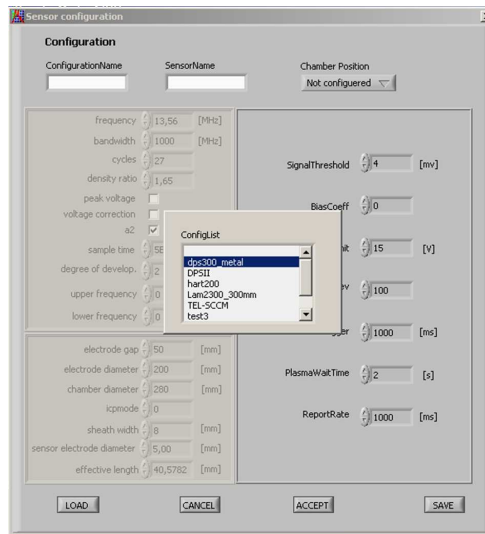 Sensor configuration
Configuration
ConfigurationName SensorName Chamber Position
Not configuered
frequency 13,56 [MHz]
bandwidth 1000 [MHz]
cycles 27
density ratio 1,65
peak voltage
voltage correction
a2
sample time 5E
degree of develop. 2
upper frequency 0
lower frequency 0
SignalThreshold 4 [mv]
BiasCoeff 0
15 [V]
100
1000 [ms]
PlasmaWaitTime 2 [s]
ReportRate 1000 [ms]
ConfigList
dps300_metal
DPSII
hart200
Lam2300_300mm
TEL-SCCM
test3
electrode gap 50 [mm]
electrode diameter 200 [mm]
chamber diameter 280 [mm]
icpmode 0
sheath width 8 [mm]
sensor electrode diameter 5,00 [mm]
effective length 40,5782 [mm]
LOAD CANCEL ACCEPT SAVE